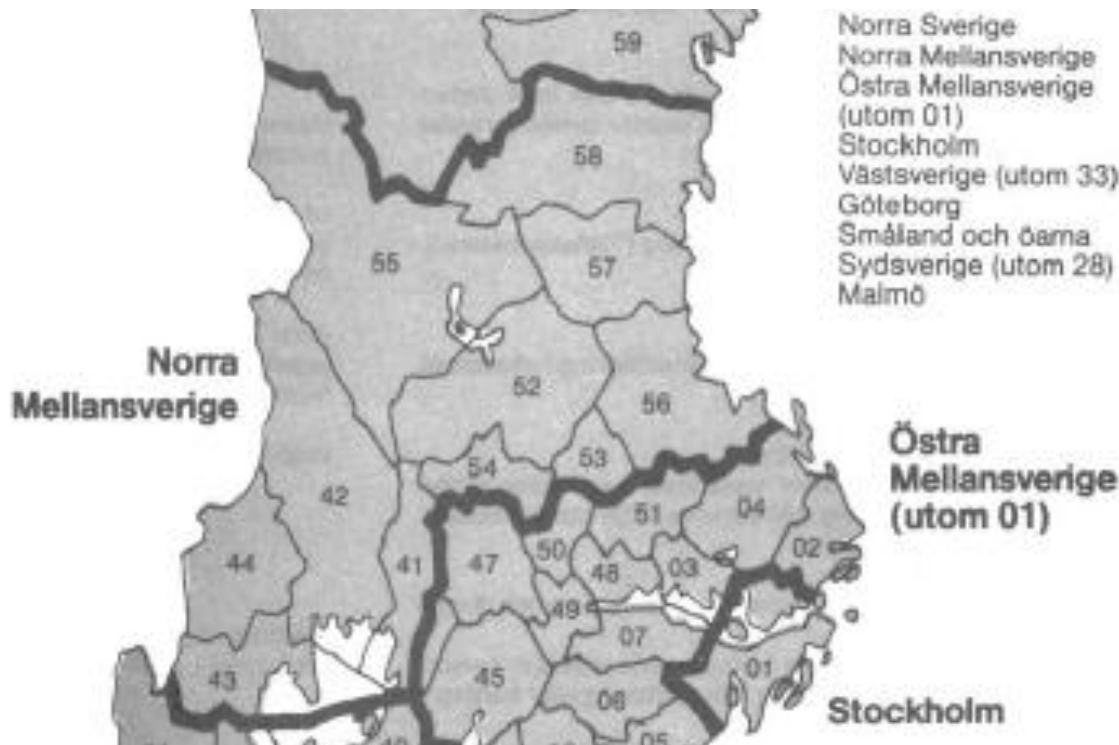 Norra Sverige
Norra Mellansverige
Östra Mellansverige
(utom 01)
Stockholm
Västsverige (utom 33)
Göteborg
Småland och öarna
Sydsverige (utom 28)
Malmö
59
58
55
57
Norra
Mellansverige
52
56
54
53
Östra
Mellansverige
(utom 01)
42
51
04
44
41
47
50
48
03
02
49
07
43
45
01
06
Stockholm
05